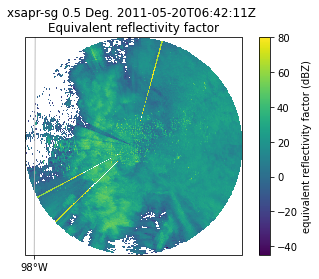 xsapr-sg 0.5 Deg. 2011-05-20T06:42:11Z
Equivalent reflectivity factor
80
60
40
20
0
−20
−40
equivalent reflectivity factor (dBZ)
98°W